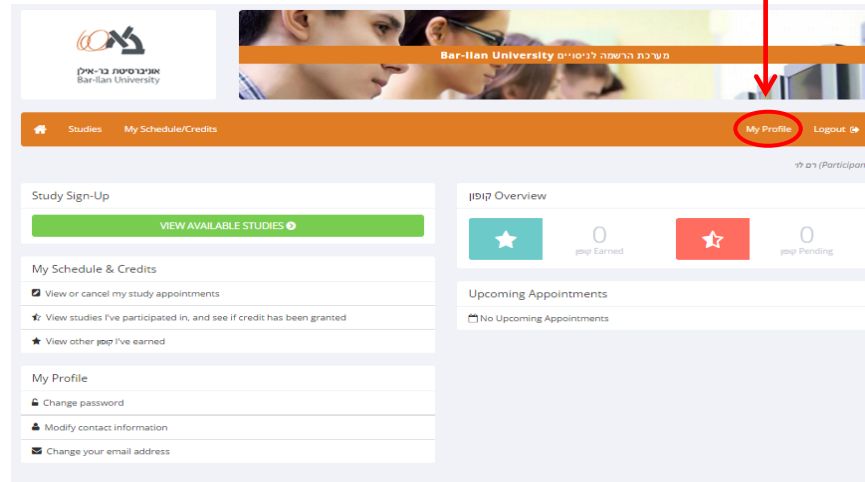 אוניברסיטת בר-אילן
Bar-Ilan University
מערכת הרשמה לניסויים Bar-Ilan University
Studies My Schedule/Credits My Profile Logout
רם לוי (Participan
Study Sign-Up
VIEW AVAILABLE STUDIES
My Schedule & Credits
View or cancel my study appointments
View studies I've participated in, and see if credit has been granted
View other קופון I've earned
My Profile
Change password
Modify contact information
Change your email address
קופון Overview
0
קופון Earned
0
קופון Pending
Upcoming Appointments
No Upcoming Appointments